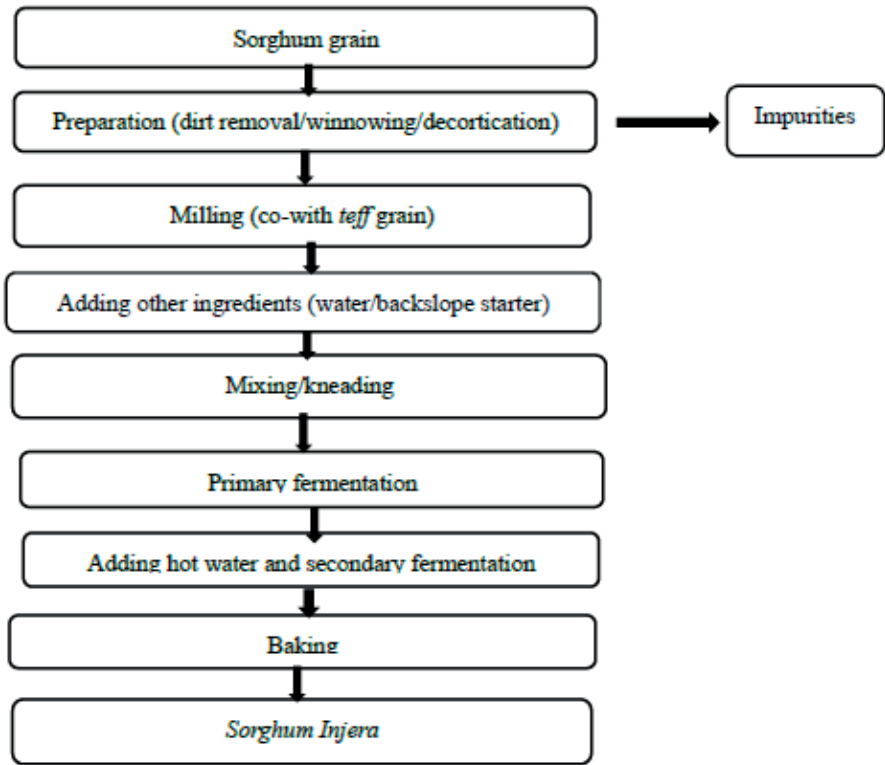 Sorghum grain
Preparation (dirt removal/winnowing/decortication)
Impurities
Milling (co-with teff grain)
Adding other ingredients (water/backslope starter)
Mixing/kneading
Primary fermentation
Adding hot water and secondary fermentation
Baking
Sorghum Injera